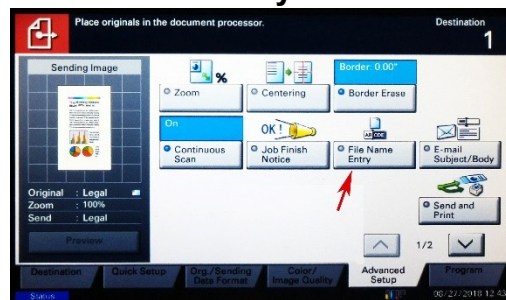 Place originals in the document processor.
Destination
1
Sending Image
%
Zoom
Centering
Border: 0.00"
Border Erase
On
Continuous
Scan
OK!
Job Finish
Notice
AB CDE
File Name
Entry
E-mail
Subject/Body
Original : Legal
Zoom : 100%
Send : Legal
Send and
Print
Preview
1/2
Destination
Quick Setup
Org./Sending
Data Format
Color/
Image Quality
Advanced
Setup
Program
Status
08/27/2018 12:43